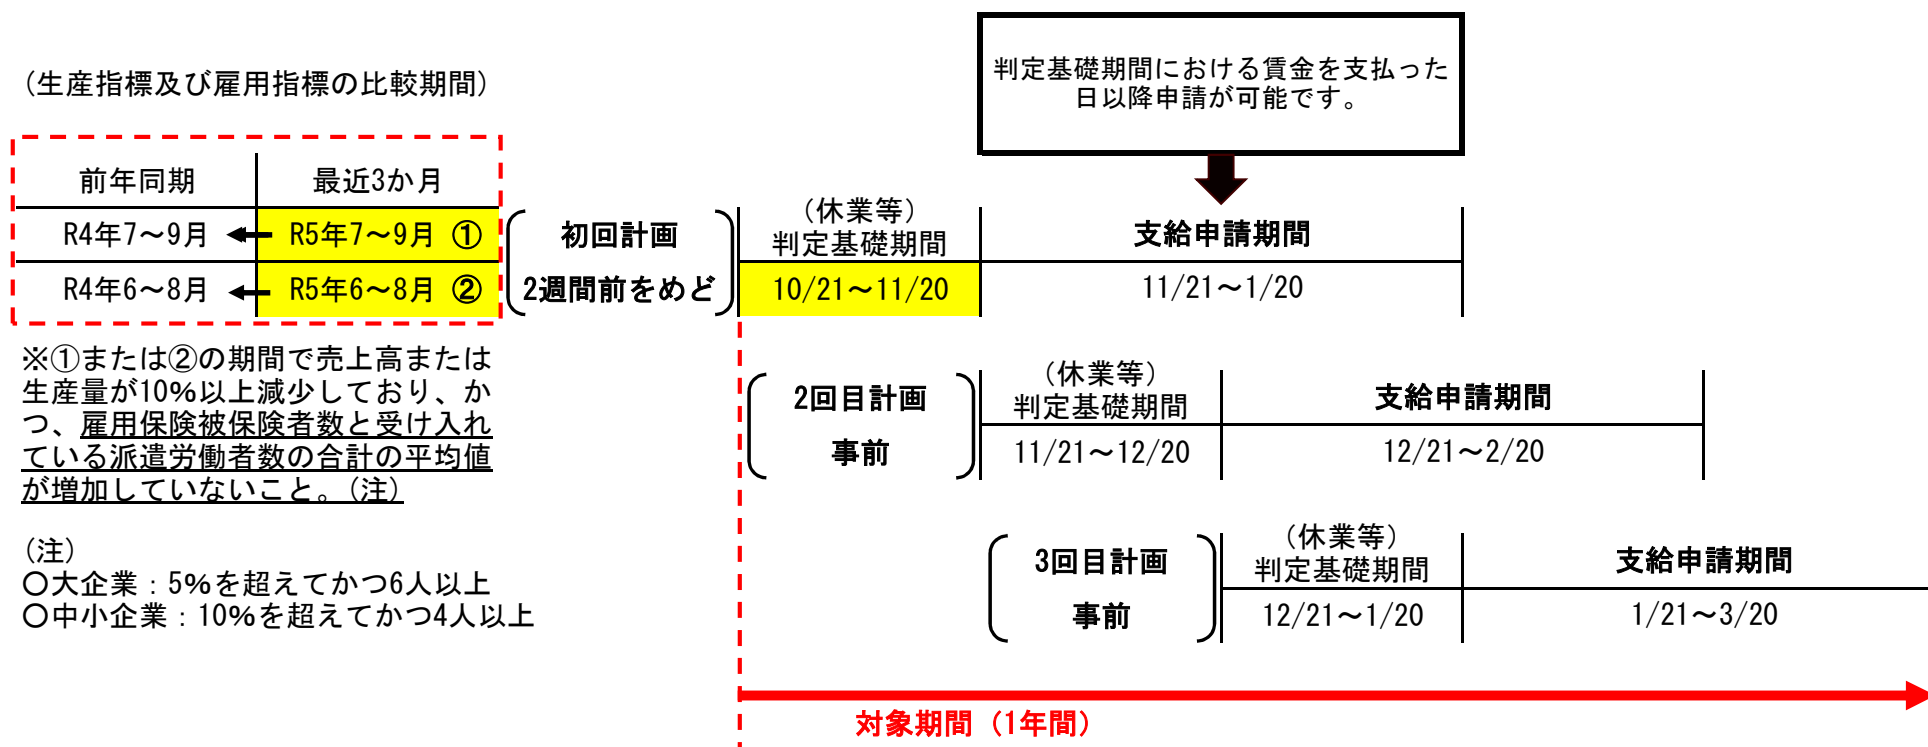 (生産指標及び雇用指標の比較期間)
判定基礎期間における賃金を支払った
日以降申請が可能です。
前年同期 最近3か月
R4年7～9月 R5年7～9月 ①
R4年6～8月 R5年6～8月 ②
初回計画
2週間前をめど
(休業等)
判定基礎期間
10/21～11/20
支給申請期間
11/21～1/20
※①または②の期間で売上高または
生産量が10%以上減少しており、か
つ、雇用保険被保険者数と受け入れ
ている派遣労働者数の合計の平均値
が増加していないこと。(注)
(注)
○大企業：5%を超えてかつ6人以上
○中小企業：10%を超えてかつ4人以上
2回目計画
事前
(休業等)
判定基礎期間
11/21～12/20
支給申請期間
12/21～2/20
3回目計画
事前
(休業等)
判定基礎期間
12/21～1/20
支給申請期間
1/21～3/20
対象期間（1年間）